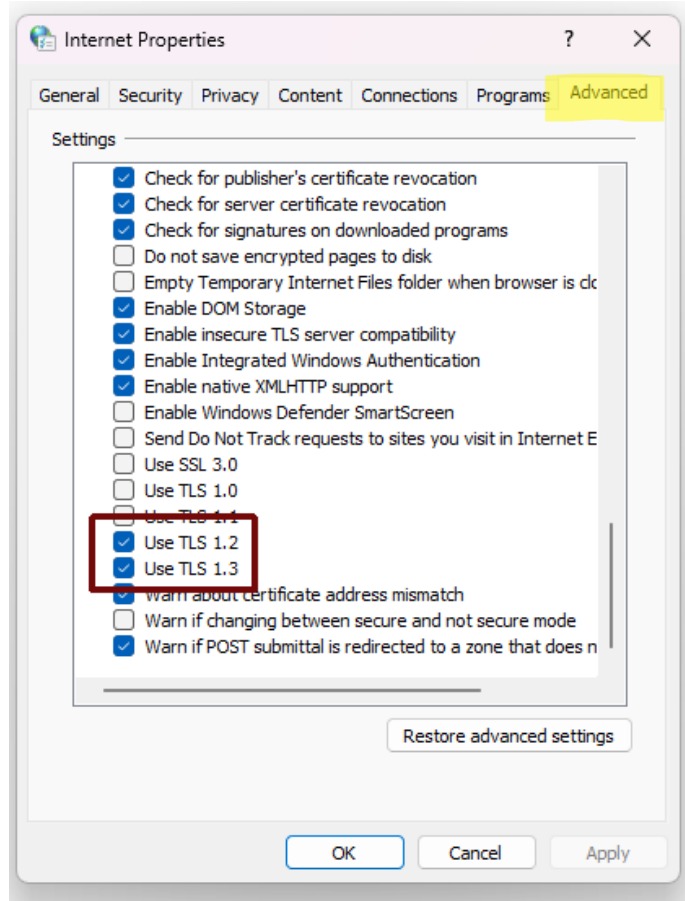 Internet Properties ?
General Security Privacy Content Connections Programs Advanced
Settings
Check for publisher's certificate revocation
Check for server certificate revocation
Check for signatures on downloaded programs
Do not save encrypted pages to disk
Empty Temporary Internet Files folder when browser is clo
Enable DOM Storage
Enable insecure TLS server compatibility
Enable Integrated Windows Authentication
Enable native XMLHTTP support
Enable Windows Defender SmartScreen
Send Do Not Track requests to sites you visit in Internet E
Use SSL 3.0
Use TLS 1.0
Use TLS 1.1
Use TLS 1.2
Use TLS 1.3
Warn about certificate address mismatch
Warn if changing between secure and not secure mode
Warn if POST submittal is redirected to a zone that does n
Restore advanced settings
OK Cancel Apply